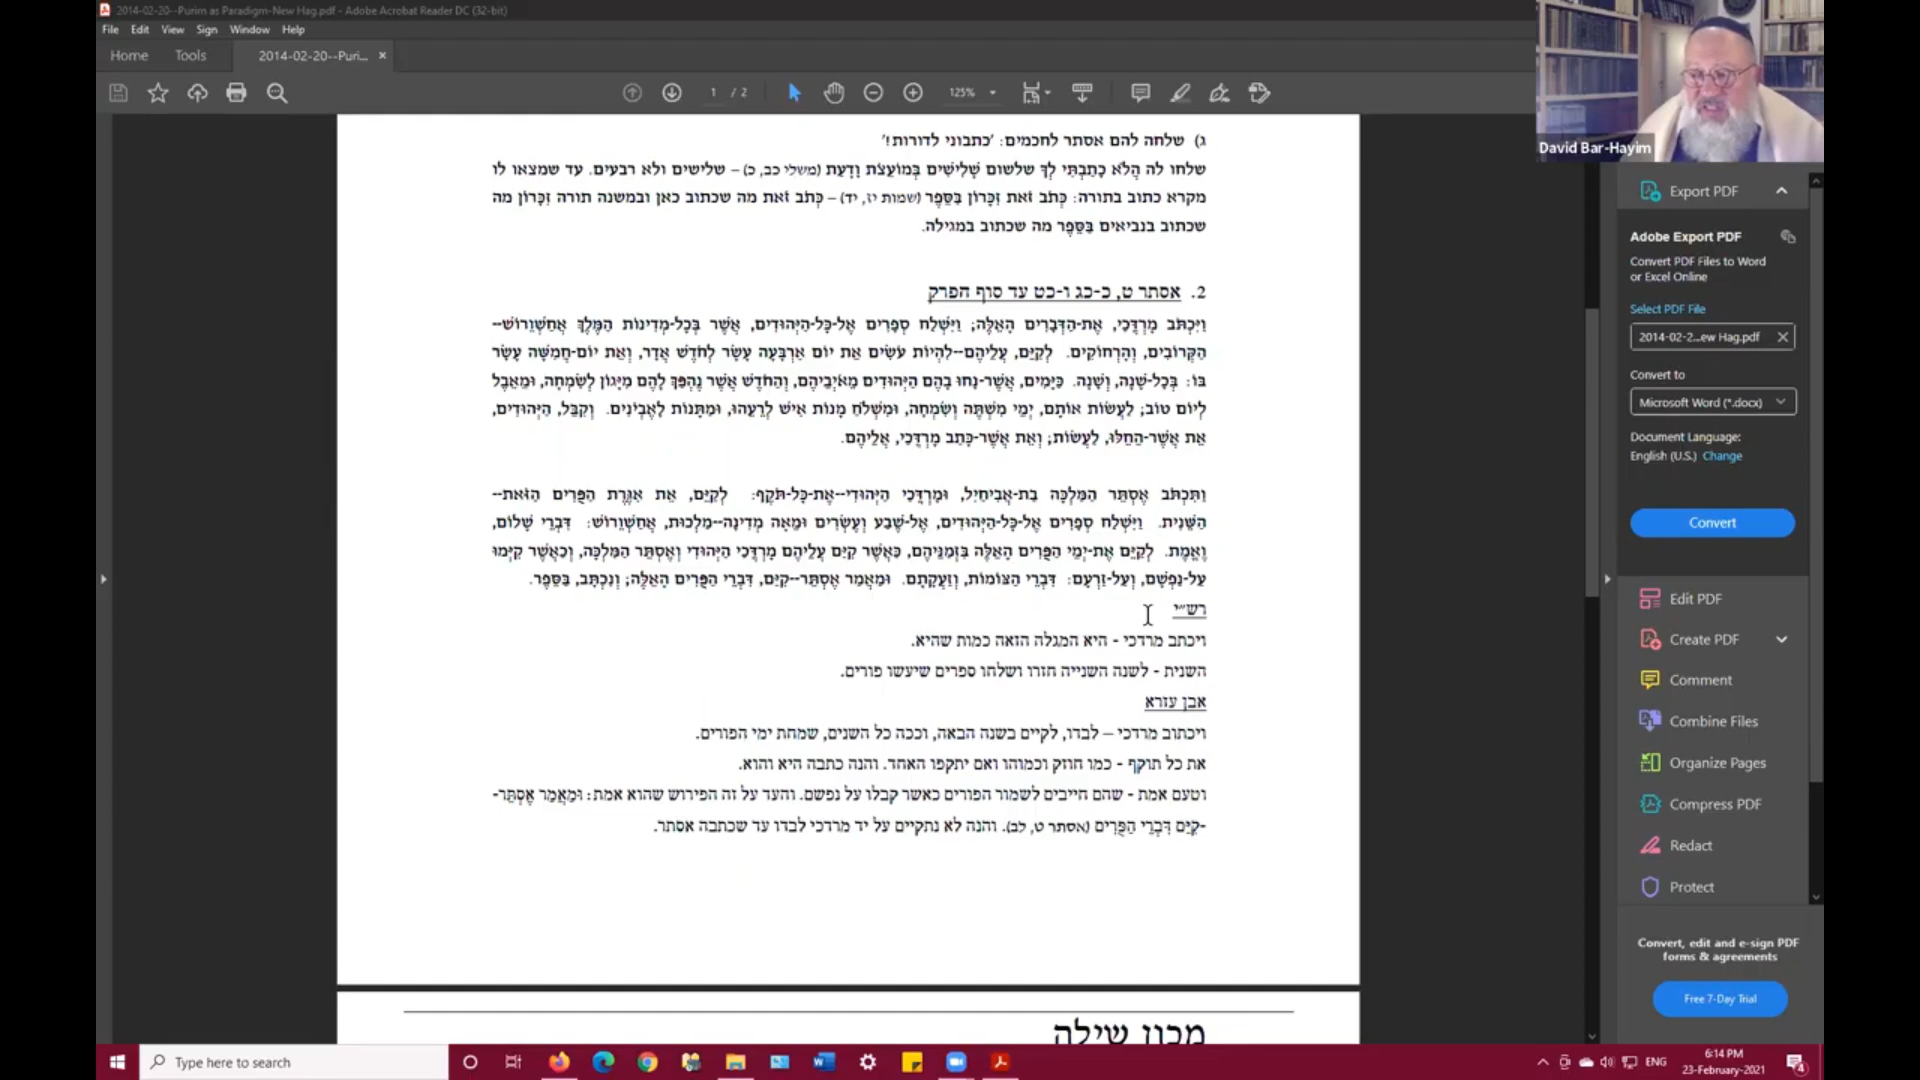 2014-02-20--Purim as Paradigm-New Hag.pdf - Adobe Acrobat Reader DC (32-bit)
File Edit View Sign Window Help
Home Tools 2014-02-20--Puri... ×
1 / 2 125%
David Bar-Hayim
ג) שלחה להם אסתר לחכמים: 'כתבוני לדורות!'
שלחו לה הֲלֹא כָתַבְתִּי לְךָ שלשום שָׁלִישִׁים בְּמוֹעֵצֹת וָדָעַת (משלי כב, כ) – שלישים ולא רבעים. עד שמצאו לו
מקרא כתוב בתורה: כְּתֹב זֹאת זִכָּרוֹן בַּסֵּפֶר (שמות יז, יד) – כְּתֹב זֹאת מה שכתוב כאן ובמשנה תורה זִכָּרוֹן מה
שכתוב בנביאים בַּסֵּפֶר מה שכתוב במגילה.
2. אסתר ט, כ-כג ו-כט עד סוף הפרק
וַיִּכְתֹּב מָרְדֳּכַי, אֶת-הַדְּבָרִים הָאֵלֶּה; וַיִּשְׁלַח סְפָרִים אֶל-כָּל-הַיְּהוּדִים, אֲשֶׁר בְּכָל-מְדִינוֹת הַמֶּלֶךְ אֲחַשְׁוֵרוֹשׁ--
הַקְּרוֹבִים, וְהָרְחוֹקִים. לְקַיֵּם, עֲלֵיהֶם--לִהְיוֹת עֹשִׂים אֵת יוֹם אַרְבָּעָה עָשָׂר לְחֹדֶשׁ אֲדָר, וְאֵת יוֹם-חֲמִשָּׁה עָשָׂר
בּוֹ: בְּכָל-שָׁנָה, וְשָׁנָה. כַּיָּמִים, אֲשֶׁר-נָחוּ בָהֶם הַיְּהוּדִים מֵאֹיְבֵיהֶם, וְהַחֹדֶשׁ אֲשֶׁר נֶהְפַּךְ לָהֶם מִיָּגוֹן לְשִׂמְחָה, וּמֵאֵבֶל
לְיוֹם טוֹב; לַעֲשׂוֹת אוֹתָם, יְמֵי מִשְׁתֶּה וְשִׂמְחָה, וּמִשְׁלֹחַ מָנוֹת אִישׁ לְרֵעֵהוּ, וּמַתָּנוֹת לָאֶבְיֹנִים. וְקִבֵּל, הַיְּהוּדִים,
אֵת אֲשֶׁר-הֵחֵלּוּ, לַעֲשׂוֹת; וְאֵת אֲשֶׁר-כָּתַב מָרְדֳּכַי, אֲלֵיהֶם.
וַתִּכְתֹּב אֶסְתֵּר הַמַּלְכָּה בַת-אֲבִיחַיִל, וּמָרְדֳּכַי הַיְּהוּדִי--אֶת-כָּל-תֹּקֶף: לְקַיֵּם, אֵת אִגֶּרֶת הַפֻּרִים הַזֹּאת--
הַשֵּׁנִית. וַיִּשְׁלַח סְפָרִים אֶל-כָּל-הַיְּהוּדִים, אֶל-שֶׁבַע וְעֶשְׂרִים וּמֵאָה מְדִינָה--מַלְכוּת, אֲחַשְׁוֵרוֹשׁ: דִּבְרֵי שָׁלוֹם,
וֶאֱמֶת. לְקַיֵּם אֶת-יְמֵי הַפֻּרִים הָאֵלֶּה בִּזְמַנֵּיהֶם, כַּאֲשֶׁר קִיַּם עֲלֵיהֶם מָרְדֳּכַי הַיְּהוּדִי וְאֶסְתֵּר הַמַּלְכָּה, וְכַאֲשֶׁר קִיְּמוּ
עַל-נַפְשָׁם, וְעַל-זַרְעָם: דִּבְרֵי הַצּוֹמוֹת, וְזַעֲקָתָם. וּמַאֲמַר אֶסְתֵּר--קִיַּם, דִּבְרֵי הַפֻּרִים הָאֵלֶּה; וְנִכְתָּב, בַּסֵּפֶר.
רש"י
ויכתב מרדכי - היא המגלה הזאה כמות שהיא.
השנית - לשנה השנייה חזרו ושלחו ספרים שיעשו פורים.
אבן עזרא
ויכתוב מרדכי – לבדו, לקיים בשנה הבאה, וככה כל השנים, שמחת ימי הפורים.
את כל תוקף - כמו חוזק וכמוהו ואם יתקפו האחד. והנה כתבה היא והוא.
וטעם אמת - שהם חייבים לשמור הפורים כאשר קבלו על נפשם. והעד על זה הפירוש שהוא אמת: וּמַאֲמַר אֶסְתֵּר-
-קִיַּם דִּבְרֵי הַפֻּרִים (אסתר ט, לב). והנה לא נתקיים על יד מרדכי לבדו עד שכתבה אסתר.
מכון שילה
Export PDF
Adobe Export PDF
Convert PDF Files to Word
or Excel Online
Select PDF File
2014-02-2...ew Hag.pdf ×
Convert to
Microsoft Word (*.docx)
Document Language:
English (U.S.) Change
Convert
Edit PDF
Create PDF
Comment
Combine Files
Organize Pages
Compress PDF
Redact
Protect
Convert, edit and e-sign PDF
forms & agreements
Free 7-Day Trial
Type here to search
ENG
6:14 PM
23-February-2021
4